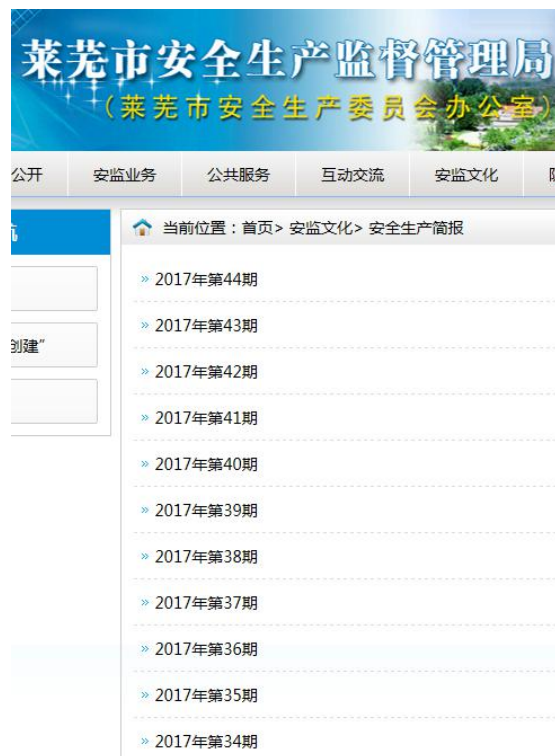 莱芜市安全生产监督管理局
（莱芜市安全生产委员会办公室）
公开 安监业务 公共服务 互动交流 安监文化
当前位置：首页> 安监文化> 安全生产简报
» 2017年第44期
» 2017年第43期
创建”
» 2017年第42期
» 2017年第41期
» 2017年第40期
» 2017年第39期
» 2017年第38期
» 2017年第37期
» 2017年第36期
» 2017年第35期
» 2017年第34期